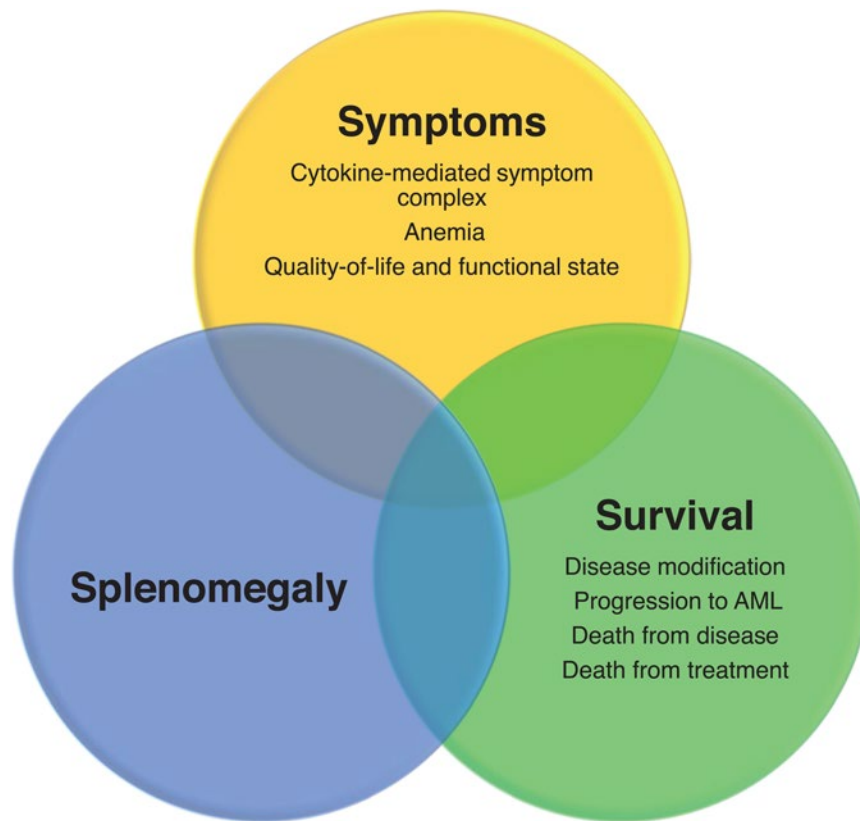 Symptoms
Cytokine-mediated symptom
complex
Anemia
Quality-of-life and functional state
Splenomegaly
Survival
Disease modification
Progression to AML
Death from disease
Death from treatment